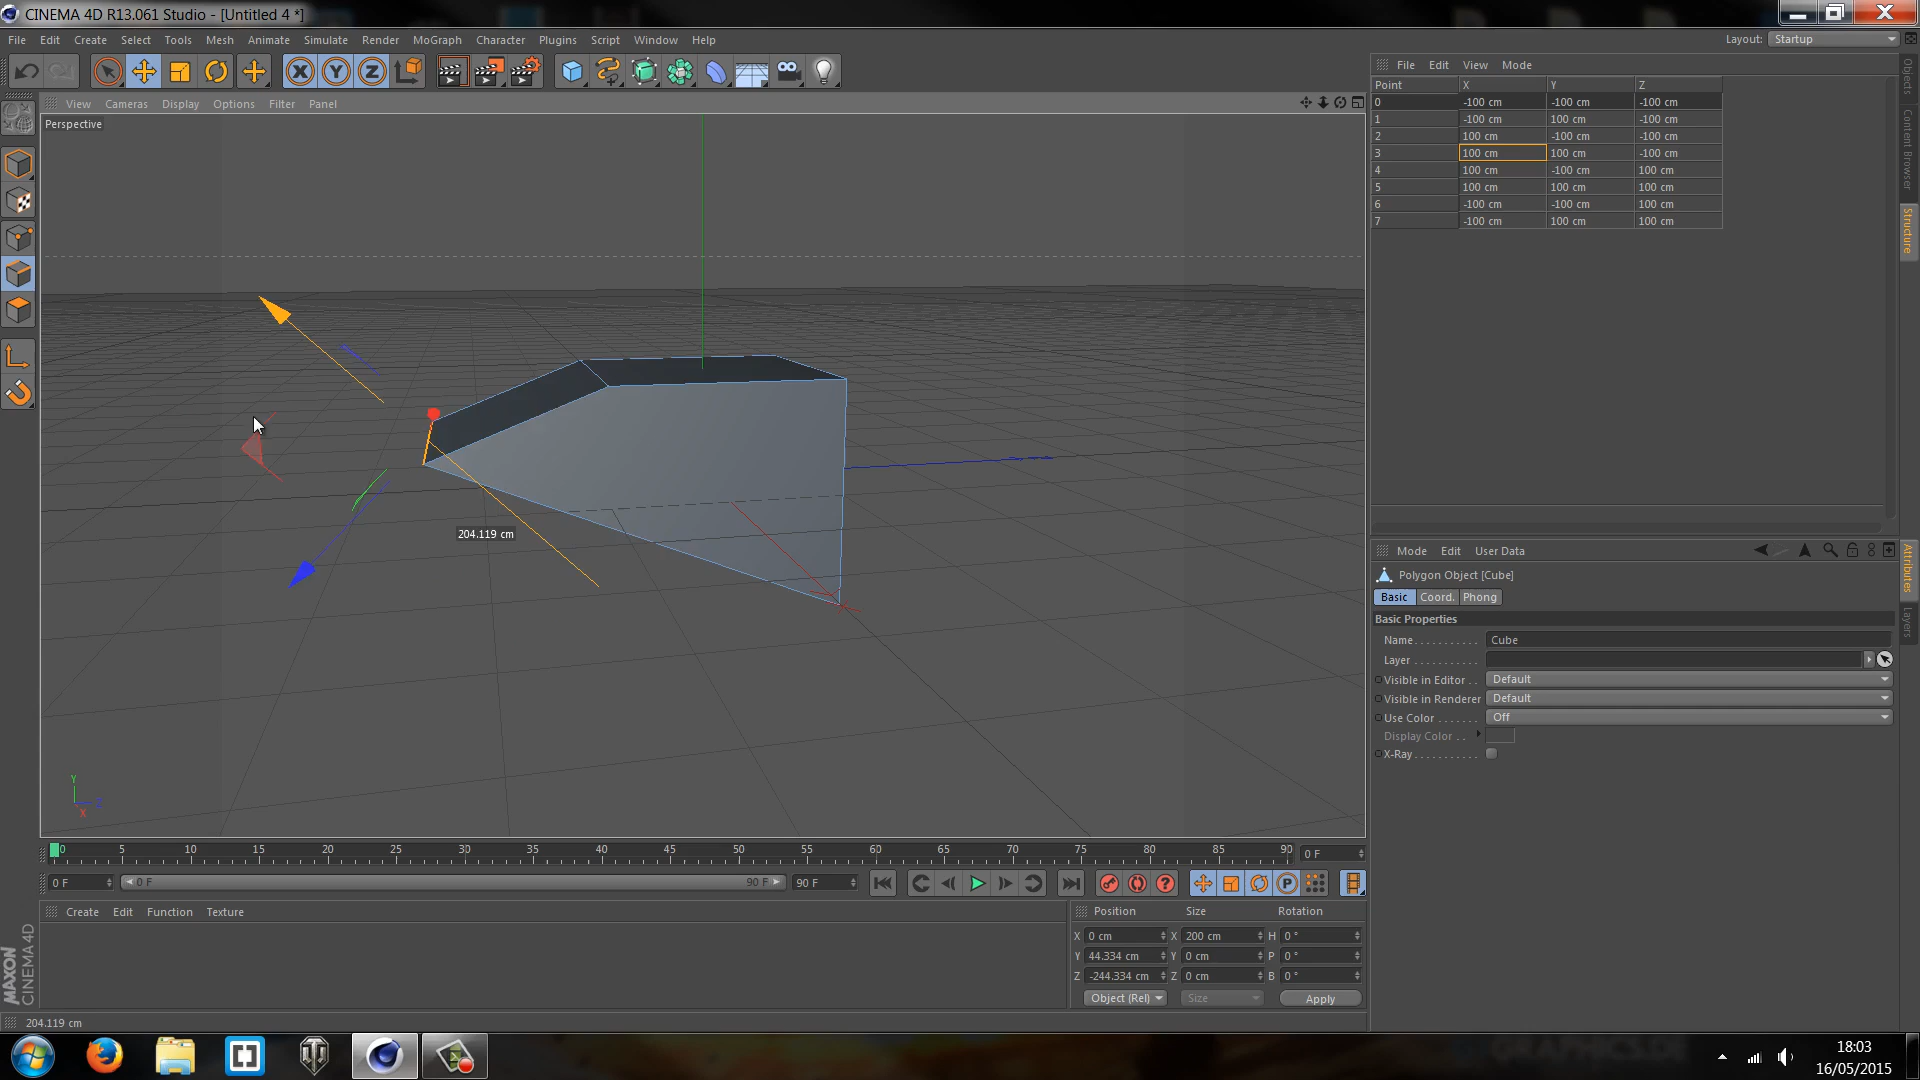 CINEMA 4D R13.061 Studio - [Untitled 4 *]
File Edit Create Select Tools Mesh Animate Simulate Render MoGraph Character Plugins Script Window Help
Layout: Startup
X Y Z
View Cameras Display Options Filter Panel
Perspective
204.119 cm
Y
Z
X
File Edit View Mode
Point X Y Z
0 -100 cm -100 cm -100 cm
1 -100 cm 100 cm -100 cm
2 100 cm -100 cm -100 cm
3 100 cm 100 cm -100 cm
4 100 cm -100 cm 100 cm
5 100 cm 100 cm 100 cm
6 -100 cm -100 cm 100 cm
7 -100 cm 100 cm 100 cm
Objects
Content Browser
Structure
Mode Edit User Data
Polygon Object [Cube]
Basic Coord. Phong
Basic Properties
Name . . . . . . . . . . . Cube
Layer . . . . . . . . . . .
Visible in Editor . . Default
Visible in Renderer Default
Use Color . . . . . . . Off
Display Color . .
X-Ray . . . . . . . . . . .
Attributes
Layers
0 5 10 15 20 25 30 35 40 45 50 55 60 65 70 75 80 85 90
0 F
0 F 0 F 90 F 90 F
? P
Create Edit Function Texture
Position Size Rotation
X 0 cm X 200 cm H 0 °
Y 44.334 cm Y 0 cm P 0 °
Z -244.334 cm Z 0 cm B 0 °
Object (Rel) Size Apply
MAXON
CINEMA 4D
204.119 cm
18:03
16/05/2015